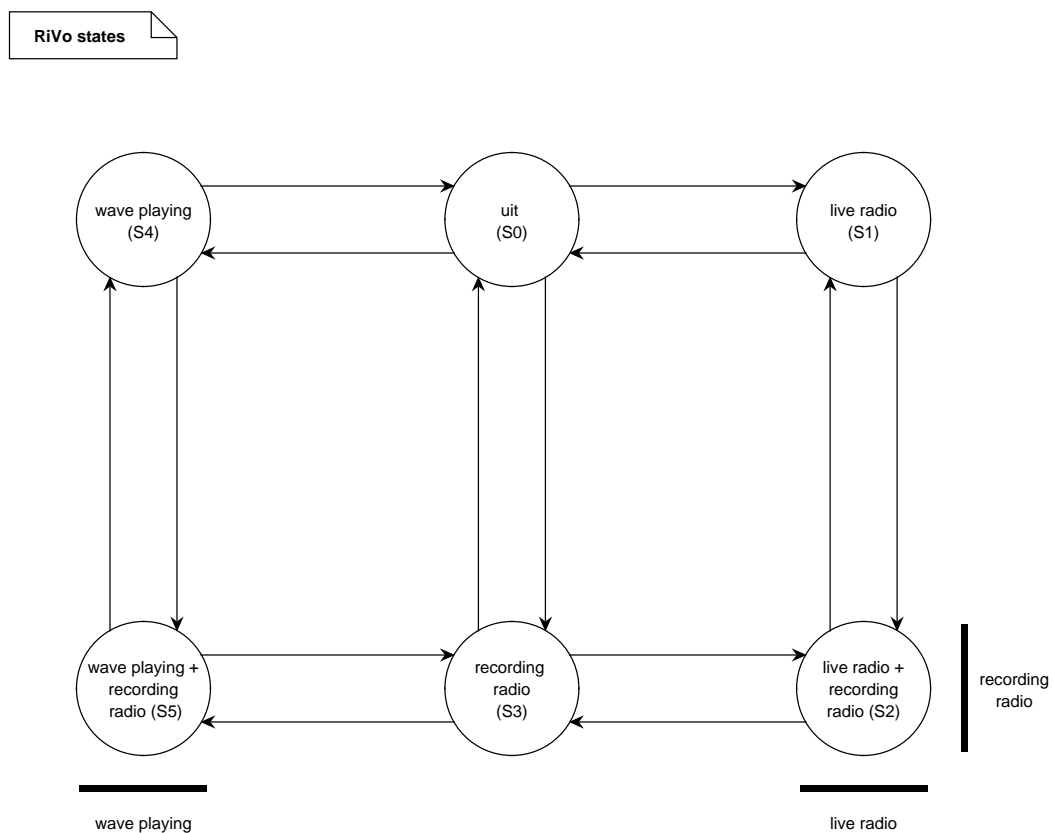 RiVo states
wave playing
(S4)
uit
(S0)
live radio
(S1)
wave playing +
recording
radio (S5)
recording
radio
(S3)
live radio +
recording
radio (S2)
recording
radio
wave playing
live radio